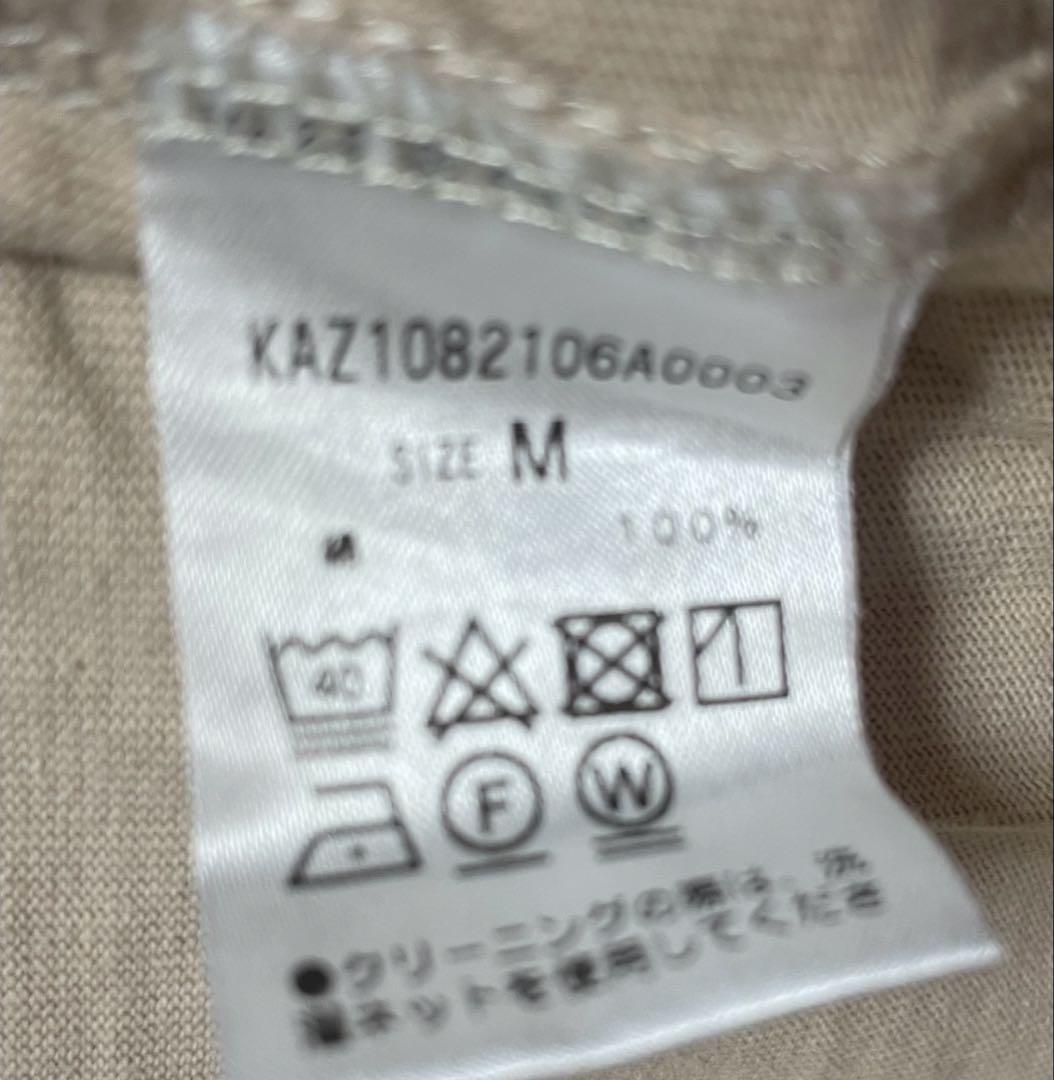 KAZ1082106A0003
SIZE M
100%
40
F W
●クリーニングの際は、洗
濯ネットを使用してくださ